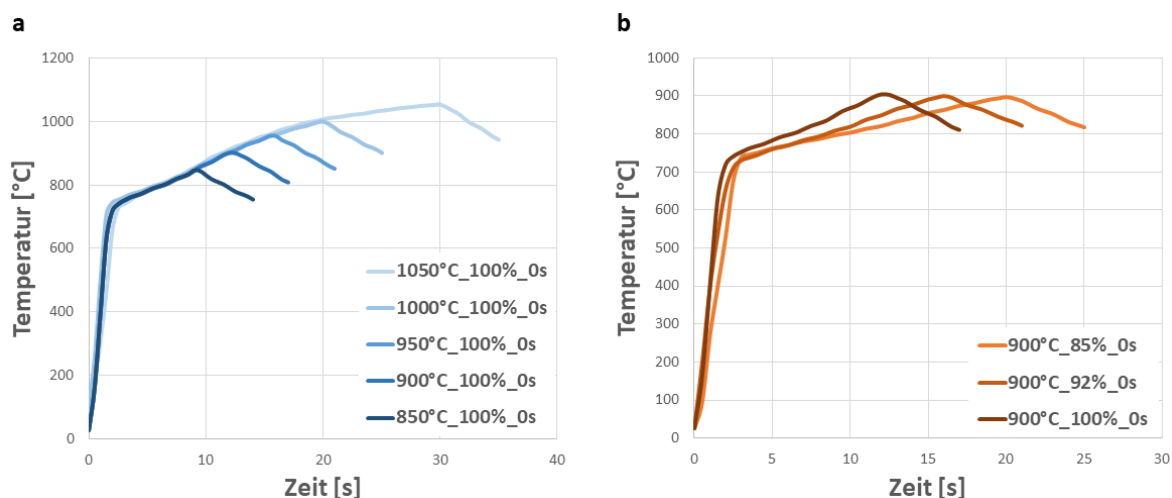 a
Temperatur [°C]
1200
1000
800
600
400
200
0
0 10 20 30 40
Zeit [s]
1050°C_100%_0s
1000°C_100%_0s
950°C_100%_0s
900°C_100%_0s
850°C_100%_0s
b
Temperatur [°C]
1000
900
800
700
600
500
400
300
200
100
0
0 5 10 15 20 25 30
Zeit [s]
900°C_85%_0s
900°C_92%_0s
900°C_100%_0s